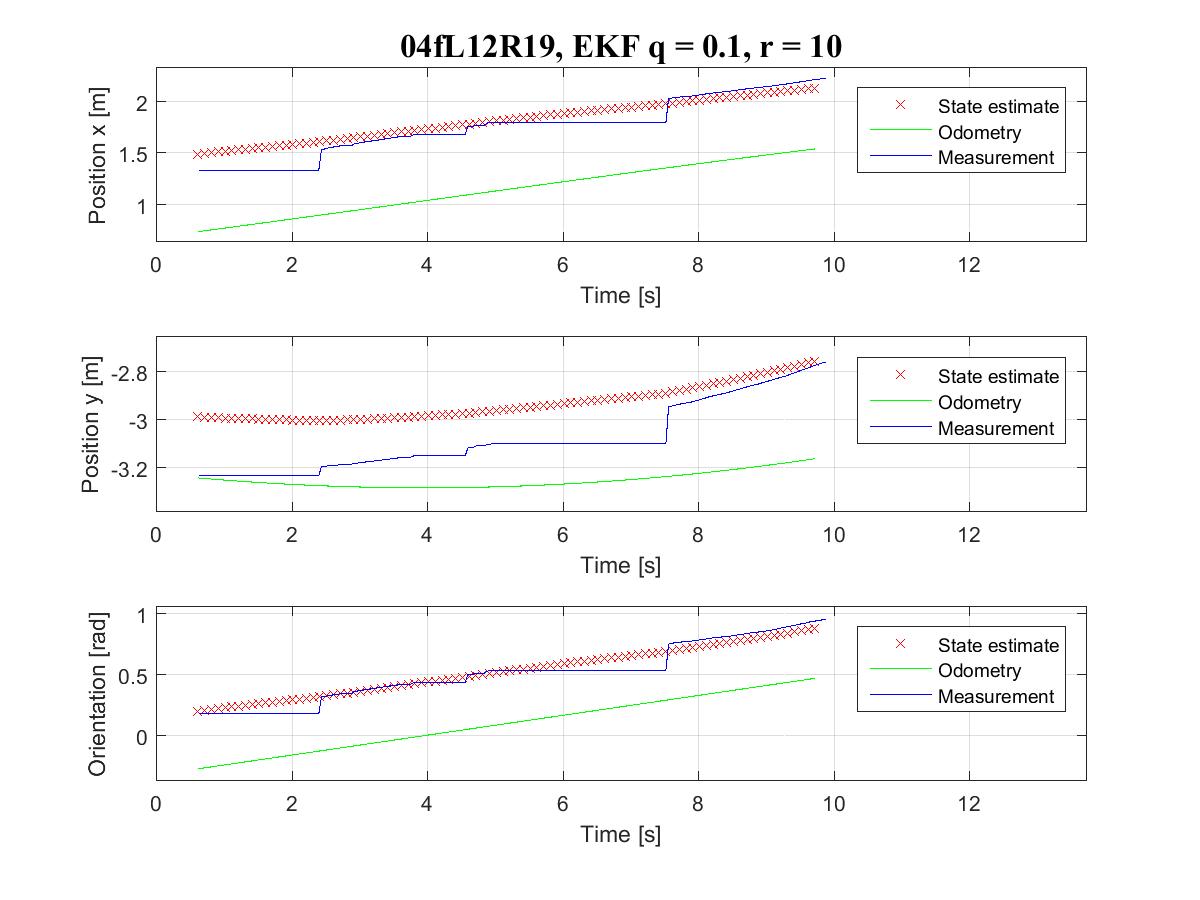 04fL12R19, EKF q = 0.1, r = 10
Position x [m]
2
1.5
1
State estimate
Odometry
Measurement
0 2 4 6 8 10 12
Time [s]
Position y [m]
-2.8
-3
-3.2
State estimate
Odometry
Measurement
0 2 4 6 8 10 12
Time [s]
Orientation [rad]
1
0.5
0
State estimate
Odometry
Measurement
0 2 4 6 8 10 12
Time [s]